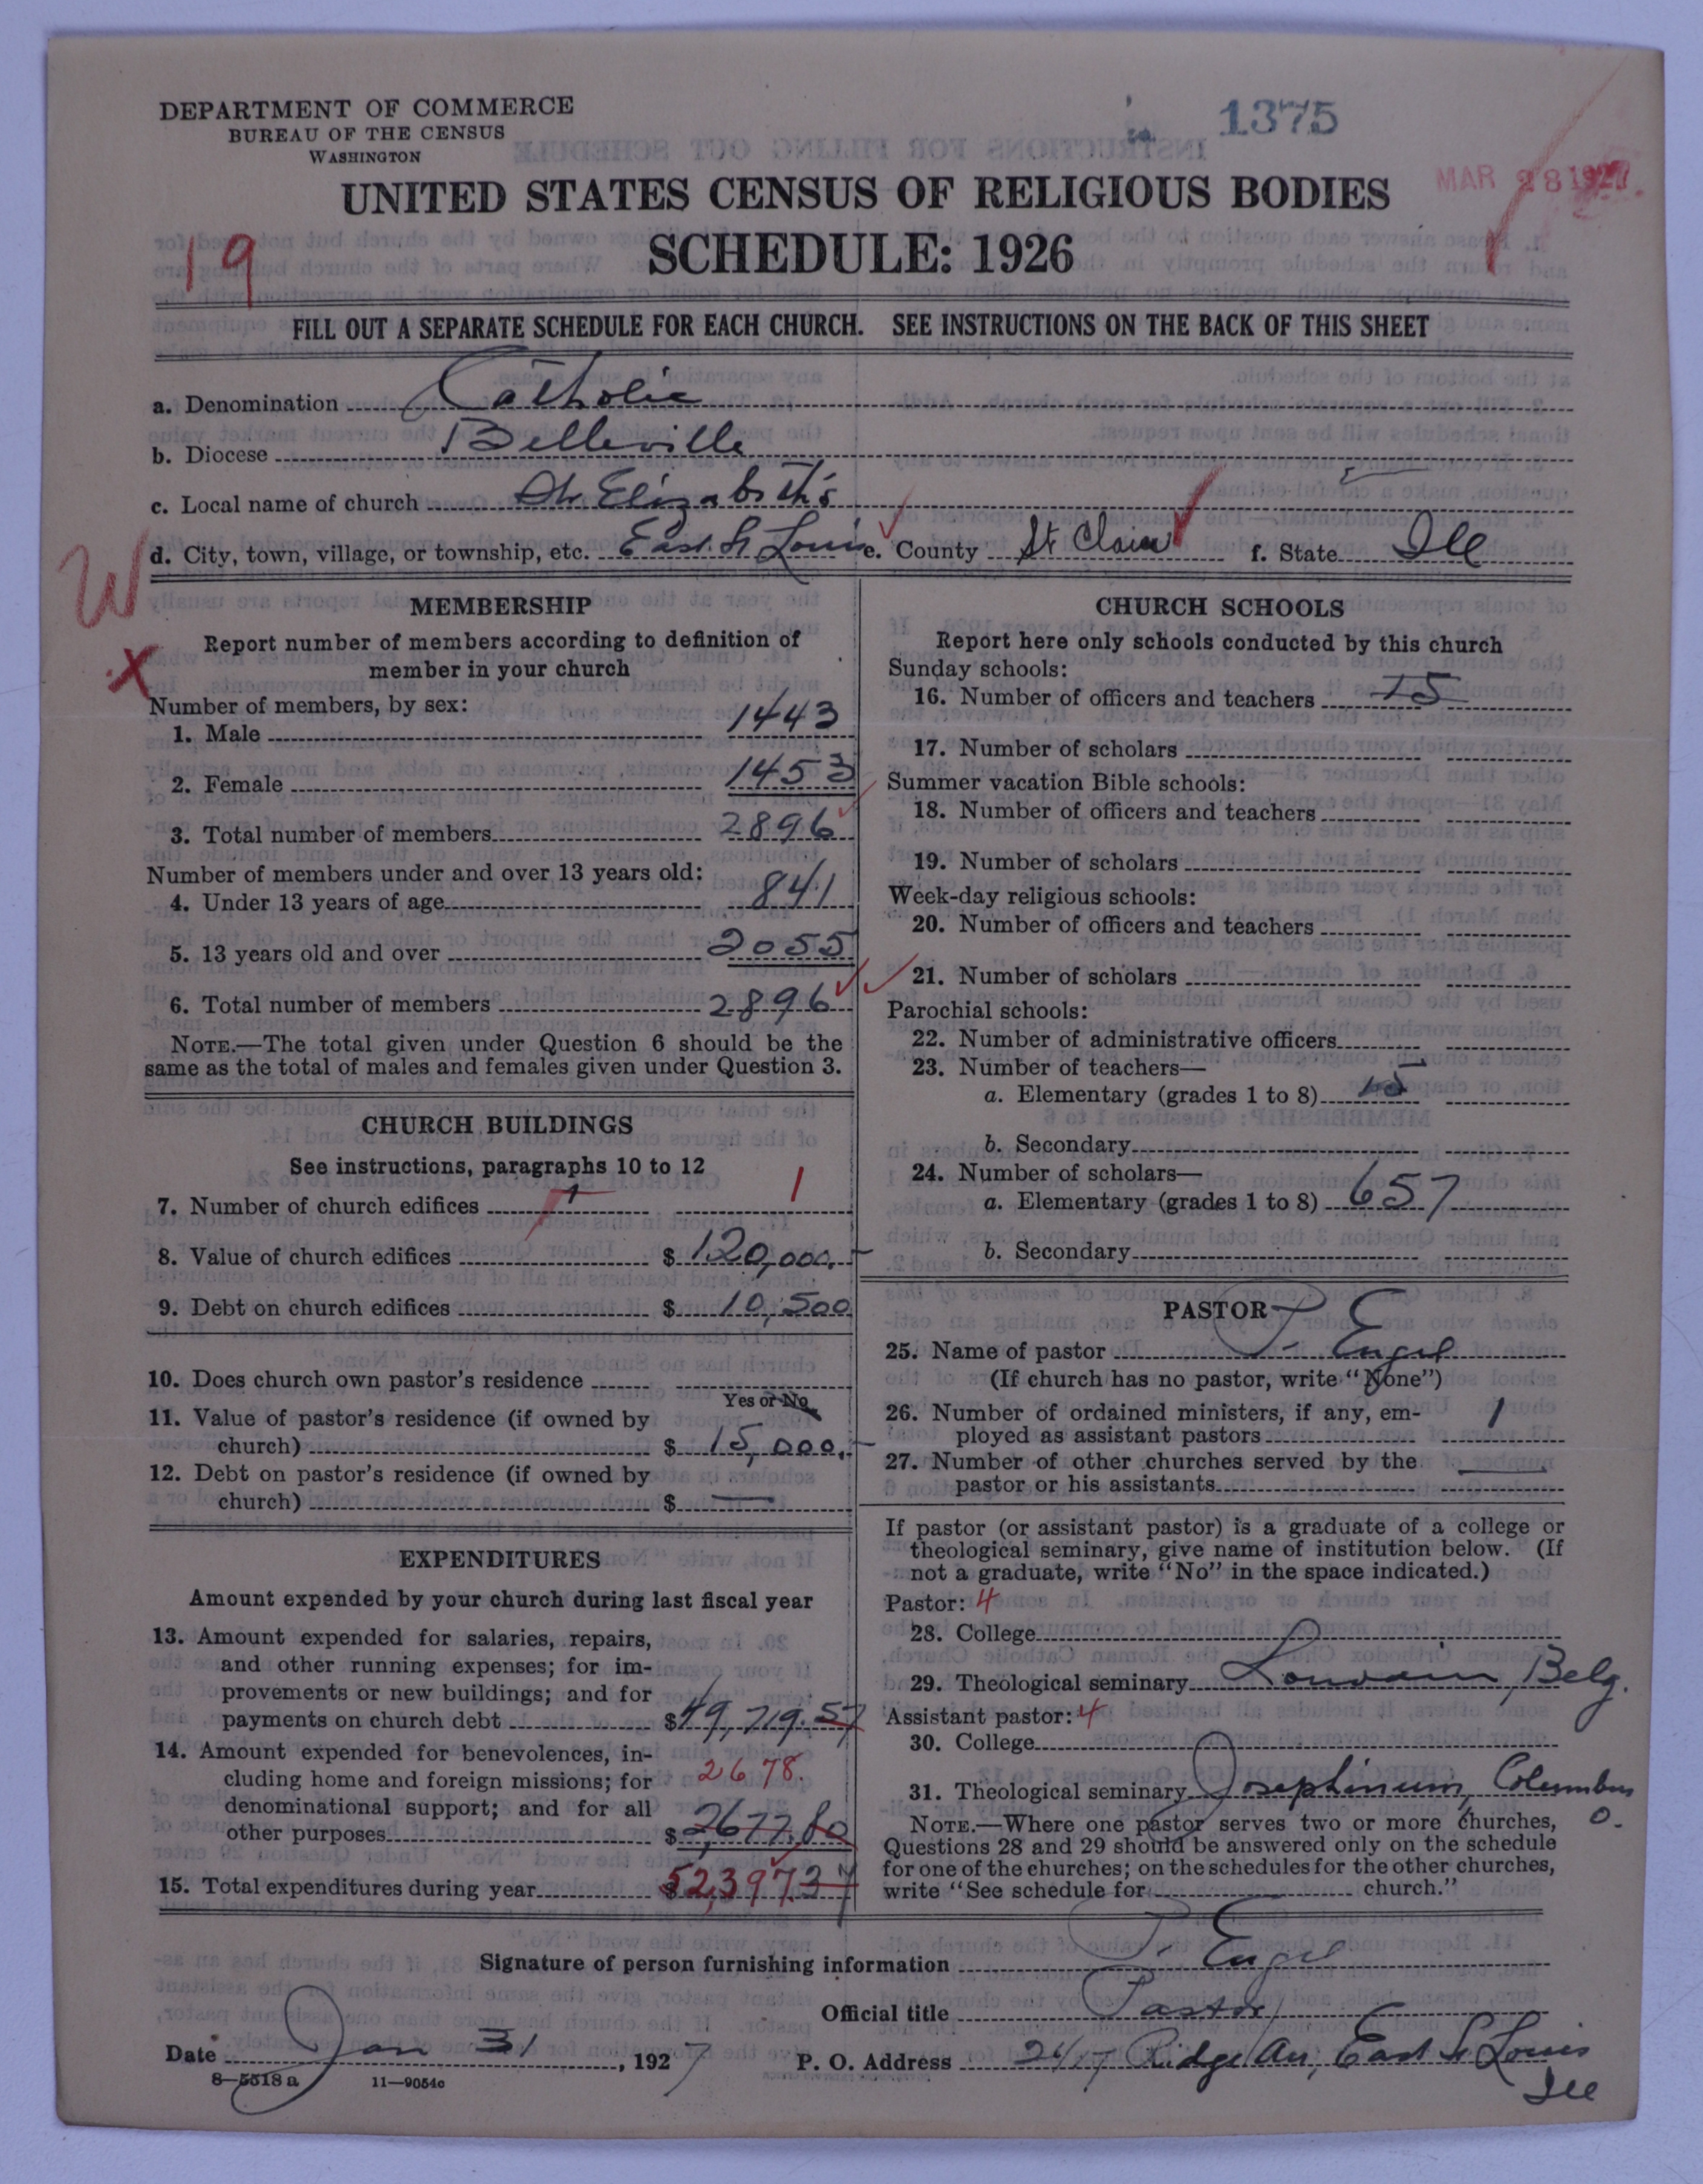 DEPARTMENT OF COMMERCE
BUREAU OF THE CENSUS
WASHINGTON
1375
MAR 28 1927
UNITED STATES CENSUS OF RELIGIOUS BODIES
SCHEDULE: 1926
19
FILL OUT A SEPARATE SCHEDULE FOR EACH CHURCH. SEE INSTRUCTIONS ON THE BACK OF THIS SHEET
a. Denomination Catholic
b. Diocese Belleville
c. Local name of church St Elizabeth's
d. City, town, village, or township, etc. East St Louis e. County St Clair f. State Ill
W
X
MEMBERSHIP
Report number of members according to definition of
member in your church
Number of members, by sex:
1. Male 1443
2. Female 1453
3. Total number of members 2896
Number of members under and over 13 years old:
4. Under 13 years of age 841
5. 13 years old and over 2055
6. Total number of members 2896
NOTE.—The total given under Question 6 should be the
same as the total of males and females given under Question 3.
CHURCH BUILDINGS
See instructions, paragraphs 10 to 12
7. Number of church edifices 1
8. Value of church edifices $ 120,000.-
9. Debt on church edifices $ 10,500
10. Does church own pastor's residence
Yes or No
11. Value of pastor's residence (if owned by
church) $ 15,000.-
12. Debt on pastor's residence (if owned by
church) $ —
EXPENDITURES
Amount expended by your church during last fiscal year
13. Amount expended for salaries, repairs,
and other running expenses; for im-
provements or new buildings; and for
payments on church debt $ 49,719.57
14. Amount expended for benevolences, in-
cluding home and foreign missions; for 2678.
denominational support; and for all
other purposes $ 2,677.80
15. Total expenditures during year $ 52,397.37
CHURCH SCHOOLS
Report here only schools conducted by this church
Sunday schools:
16. Number of officers and teachers 15
17. Number of scholars
Summer vacation Bible schools:
18. Number of officers and teachers
19. Number of scholars
Week-day religious schools:
20. Number of officers and teachers
21. Number of scholars
Parochial schools:
22. Number of administrative officers
23. Number of teachers—
a. Elementary (grades 1 to 8) 15
b. Secondary
24. Number of scholars—
a. Elementary (grades 1 to 8) 657
b. Secondary
PASTOR
25. Name of pastor P. Engel
(If church has no pastor, write "None")
26. Number of ordained ministers, if any, em- 1
ployed as assistant pastors
27. Number of other churches served by the —
pastor or his assistants
If pastor (or assistant pastor) is a graduate of a college or
theological seminary, give name of institution below. (If
not a graduate, write "No" in the space indicated.)
Pastor: 4
28. College
29. Theological seminary Louvain, Belg.
Assistant pastor: 4
30. College
31. Theological seminary Josephinum, Columbus
O.
NOTE.—Where one pastor serves two or more churches,
Questions 28 and 29 should be answered only on the schedule
for one of the churches; on the schedules for the other churches,
write "See schedule for church."
Signature of person furnishing information P. Engel
Official title Pastor
Date Jan 31, 1927 P. O. Address 2417 Ridge Av, East St Louis
Ill
8—5518 a 11—9054c